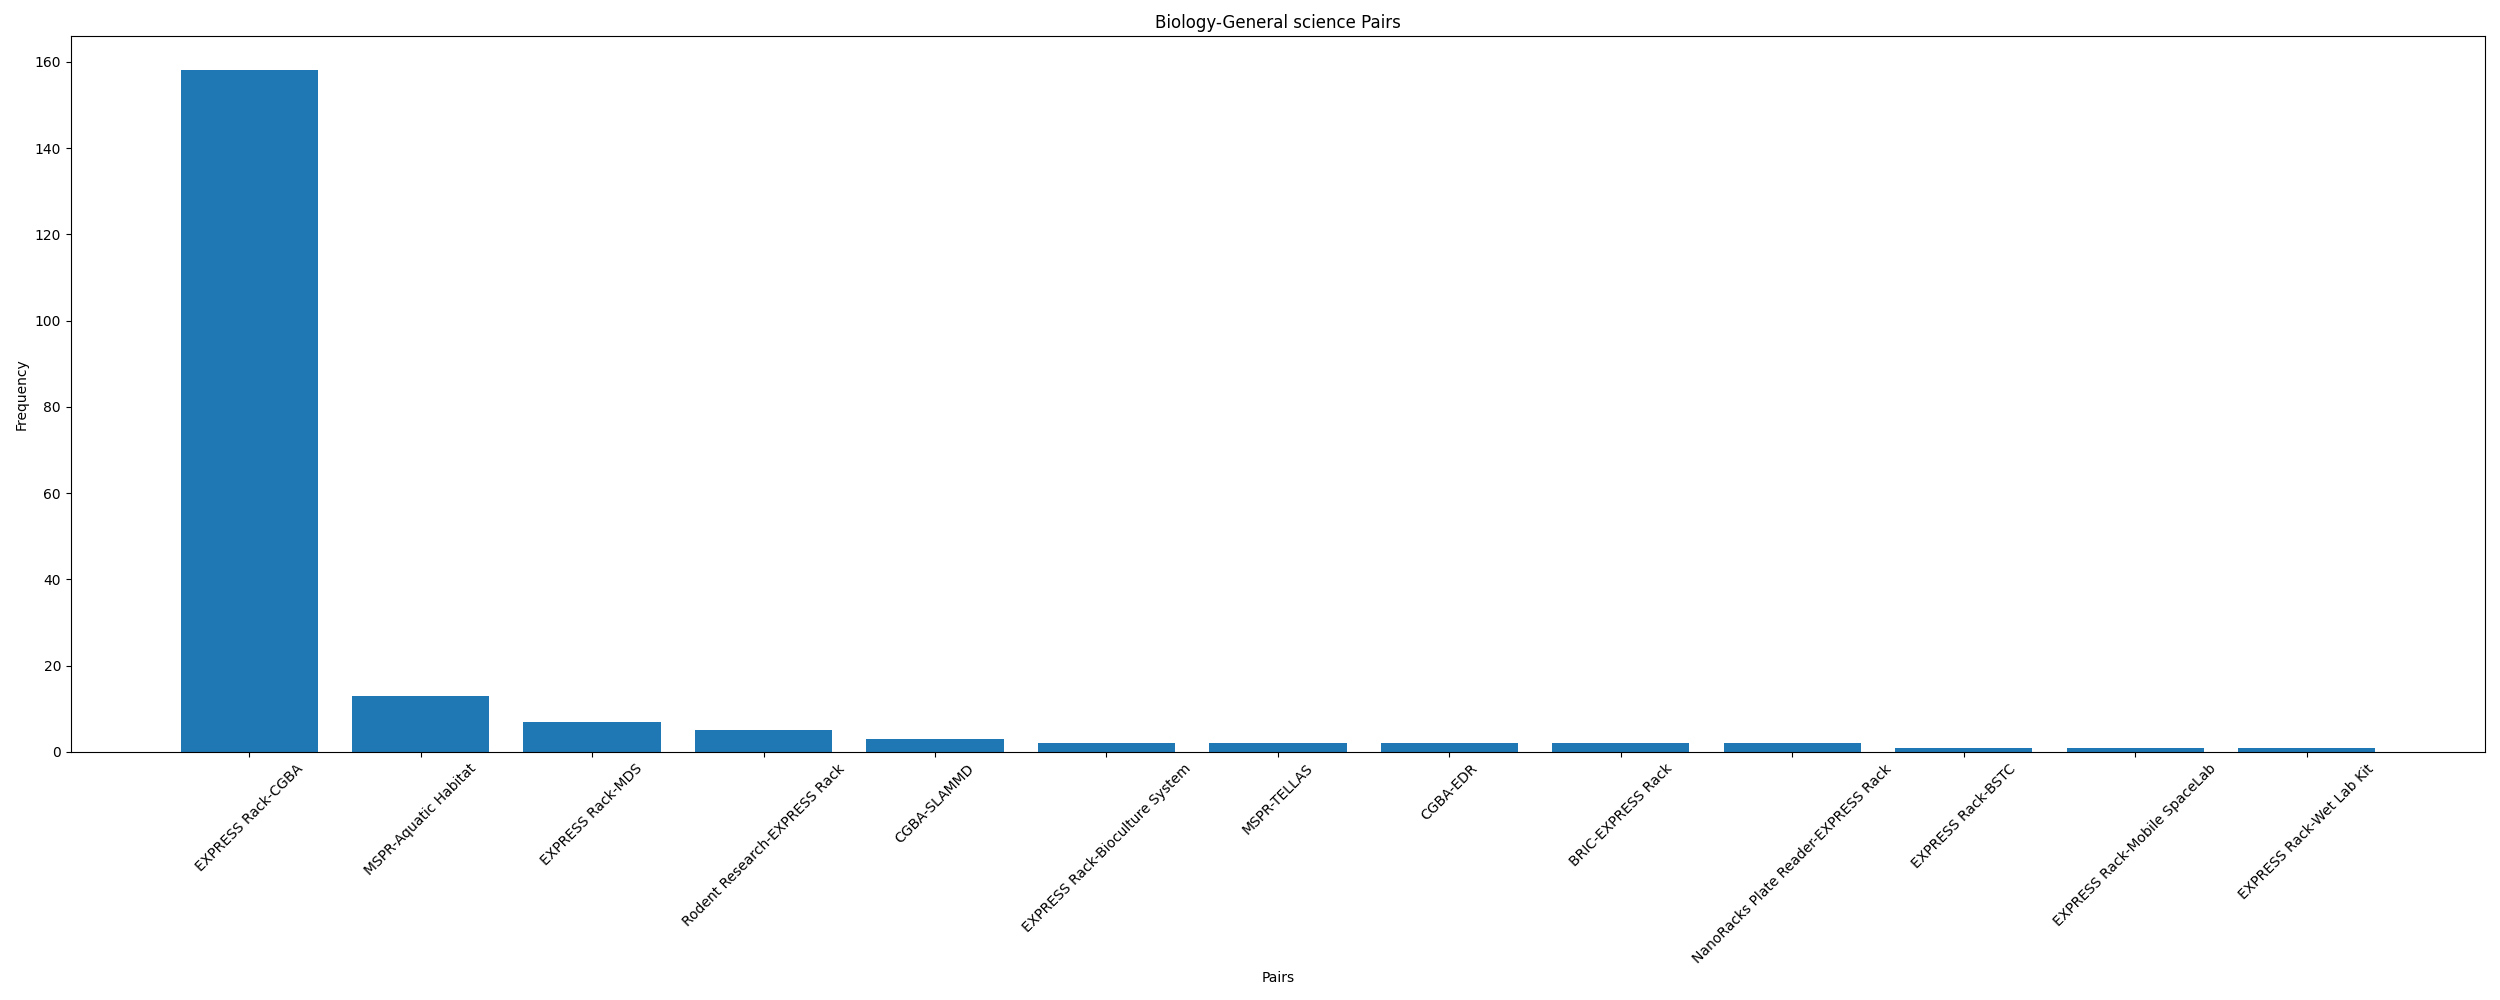 Biology-General science Pairs
160
140
120
100
80
60
40
20
0
Frequency
EXPRESS Rack-CGBA
MSPR-Aquatic Habitat
EXPRESS Rack-MDS
Rodent Research-EXPRESS Rack
CGBA-SLAMMD
EXPRESS Rack-Bioculture System
MSPR-TELLAS
CGBA-EDR
BRIC-EXPRESS Rack
NanoRacks Plate Reader-EXPRESS Rack
EXPRESS Rack-BSTC
EXPRESS Rack-Mobile SpaceLab
EXPRESS Rack-Wet Lab Kit
Pairs